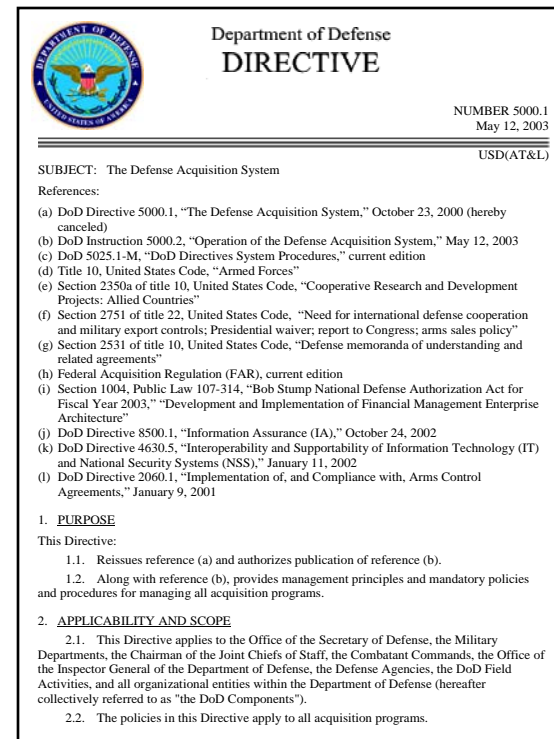 DEPARTMENT OF DEFENSE
UNITED STATES OF AMERICA
Department of Defense
DIRECTIVE
NUMBER 5000.1
May 12, 2003
USD(AT&L)
SUBJECT: The Defense Acquisition System
References:
(a) DoD Directive 5000.1, “The Defense Acquisition System,” October 23, 2000 (hereby
canceled)
(b) DoD Instruction 5000.2, “Operation of the Defense Acquisition System,” May 12, 2003
(c) DoD 5025.1-M, “DoD Directives System Procedures,” current edition
(d) Title 10, United States Code, “Armed Forces”
(e) Section 2350a of title 10, United States Code, “Cooperative Research and Development
Projects: Allied Countries”
(f) Section 2751 of title 22, United States Code, “Need for international defense cooperation
and military export controls; Presidential waiver; report to Congress; arms sales policy”
(g) Section 2531 of title 10, United States Code, “Defense memoranda of understanding and
related agreements”
(h) Federal Acquisition Regulation (FAR), current edition
(i) Section 1004, Public Law 107-314, “Bob Stump National Defense Authorization Act for
Fiscal Year 2003,” “Development and Implementation of Financial Management Enterprise
Architecture”
(j) DoD Directive 8500.1, “Information Assurance (IA),” October 24, 2002
(k) DoD Directive 4630.5, “Interoperability and Supportability of Information Technology (IT)
and National Security Systems (NSS),” January 11, 2002
(l) DoD Directive 2060.1, “Implementation of, and Compliance with, Arms Control
Agreements,” January 9, 2001
1. PURPOSE
This Directive:
1.1. Reissues reference (a) and authorizes publication of reference (b).
1.2. Along with reference (b), provides management principles and mandatory policies
and procedures for managing all acquisition programs.
2. APPLICABILITY AND SCOPE
2.1. This Directive applies to the Office of the Secretary of Defense, the Military
Departments, the Chairman of the Joint Chiefs of Staff, the Combatant Commands, the Office of
the Inspector General of the Department of Defense, the Defense Agencies, the DoD Field
Activities, and all organizational entities within the Department of Defense (hereafter
collectively referred to as "the DoD Components").
2.2. The policies in this Directive apply to all acquisition programs.